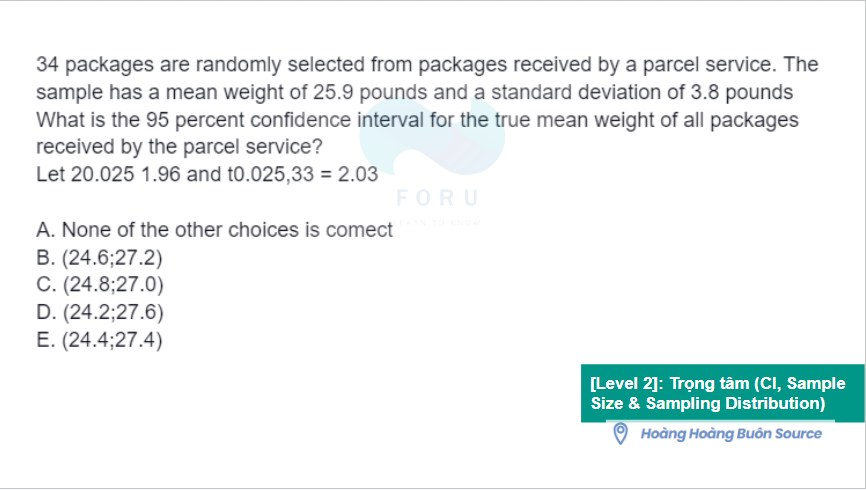 34 packages are randomly selected from packages received by a parcel service. The
sample has a mean weight of 25.9 pounds and a standard deviation of 3.8 pounds
What is the 95 percent confidence interval for the true mean weight of all packages
received by the parcel service?
Let 20.025 1.96 and t0.025,33 = 2.03
FORU
A. None of the other choices is comect
B. (24.6;27.2)
C. (24.8;27.0)
D. (24.2;27.6)
E. (24.4;27.4)
[Level 2]: Trọng tâm (CI, Sample
Size & Sampling Distribution)
Hoàng Hoàng Buôn Source